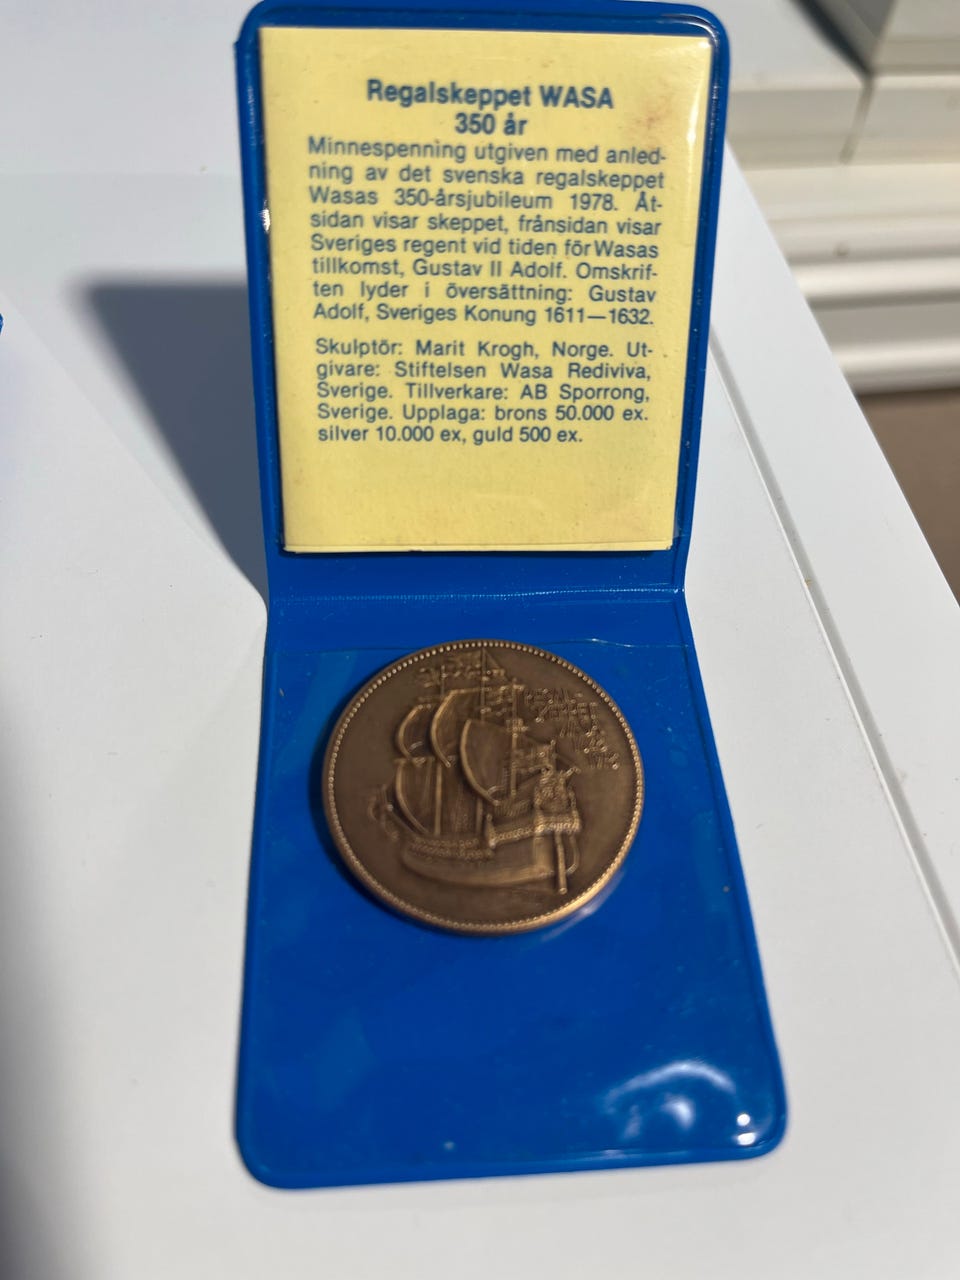 Regalskeppet WASA
350 år
Minnespenning utgiven med anled-
ning av det svenska regalskeppet
Wasas 350-årsjubileum 1978. Åt-
sidan visar skeppet, frånsidan visar
Sveriges regent vid tiden för Wasas
tillkomst, Gustav II Adolf. Omskrif-
ten lyder i översättning: Gustav
Adolf, Sveriges Konung 1611—1632.
Skulptör: Marit Krogh, Norge. Ut-
givare: Stiftelsen Wasa Rediviva,
Sverige. Tillverkare: AB Sporrong,
Sverige. Upplaga: brons 50.000 ex.
silver 10.000 ex, guld 500 ex.